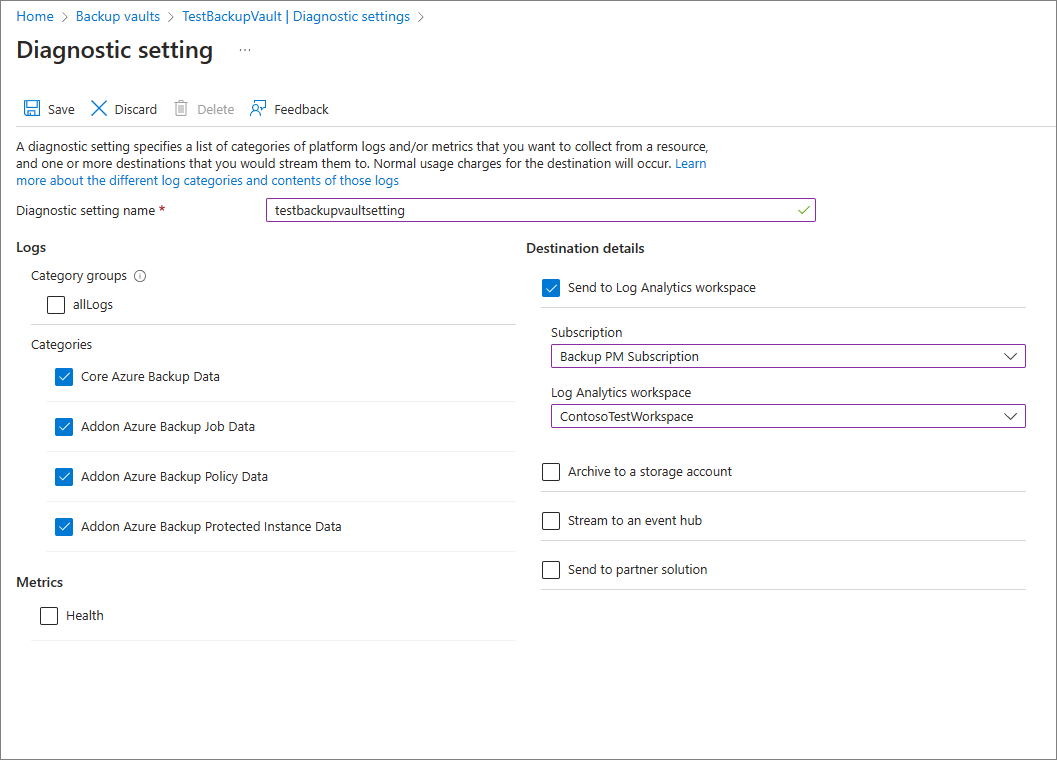 Home > Backup vaults > TestBackupVault | Diagnostic settings >
Diagnostic setting ...
Save Discard Delete Feedback
A diagnostic setting specifies a list of categories of platform logs and/or metrics that you want to collect from a resource,
and one or more destinations that you would stream them to. Normal usage charges for the destination will occur. Learn
more about the different log categories and contents of those logs
Diagnostic setting name *
testbackupvaultsetting
Logs
Category groups
allLogs
Categories
Core Azure Backup Data
Addon Azure Backup Job Data
Addon Azure Backup Policy Data
Addon Azure Backup Protected Instance Data
Metrics
Health
Destination details
Send to Log Analytics workspace
Subscription
Backup PM Subscription
Log Analytics workspace
ContosoTestWorkspace
Archive to a storage account
Stream to an event hub
Send to partner solution